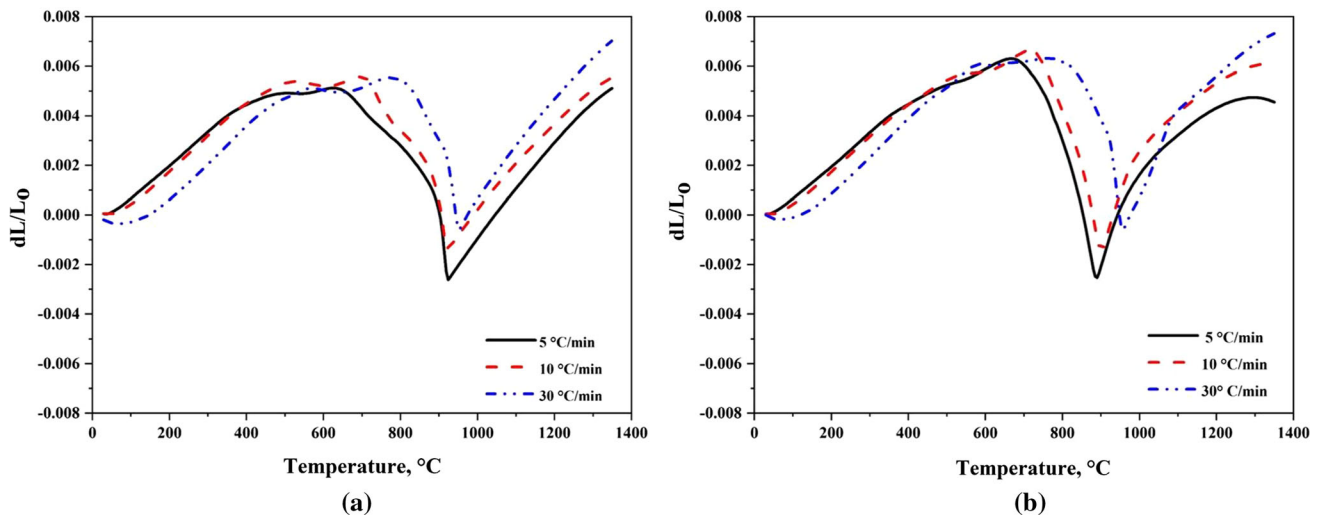 0.008
0.006
0.004
0.002
0.000
-0.002
-0.004
-0.006
-0.008
dL/Lo
5 °C/min
10 °C/min
30 °C/min
0 200 400 600 800 1000 1200 1400
Temperature, °C
(a)
0.008
0.006
0.004
0.002
0.000
-0.002
-0.004
-0.006
-0.008
dL/Lo
5 °C/min
10 °C/min
30° C/min
0 200 400 600 800 1000 1200 1400
Temperature, °C
(b)